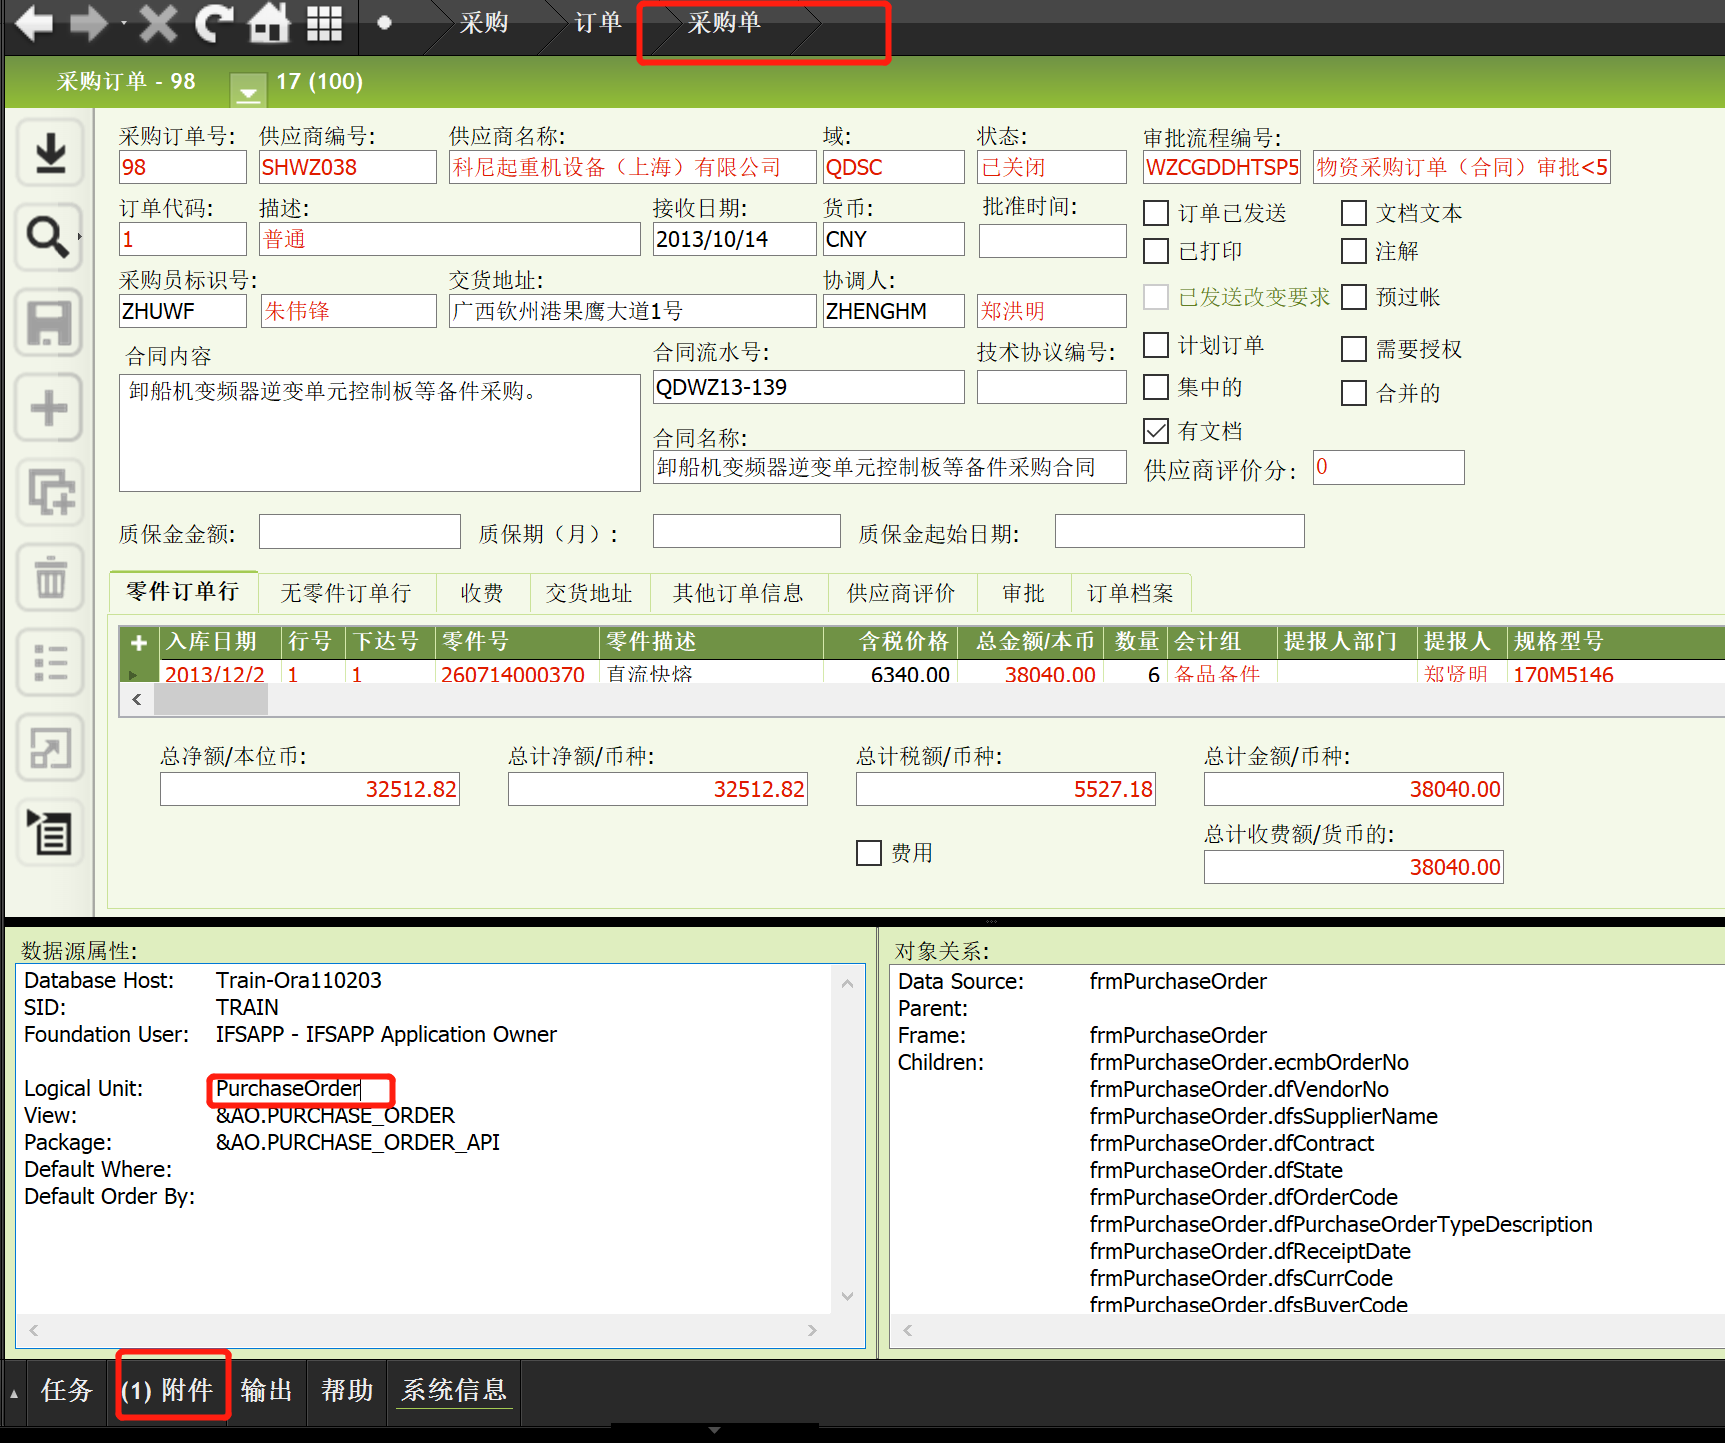 采购 订单 采购单
采购订单 - 98 17 (100)
采购订单号: 供应商编号: 供应商名称: 域: 状态: 审批流程编号:
98 SHWZ038 科尼起重机设备（上海）有限公司 QDSC 已关闭 WZCGDDHTSP5 物资采购订单（合同）审批<5
订单代码: 描述: 接收日期: 货币: 批准时间: 订单已发送 文档文本
1 普通 2013/10/14 CNY 已打印 注解
采购员标识号: 交货地址: 协调人: 已发送改变要求 预过帐
ZHUWF 朱伟锋 广西钦州港果鹰大道1号 ZHENGHM 郑洪明
合同内容 合同流水号: 技术协议编号: 计划订单 需要授权
卸船机变频器逆变单元控制板等备件采购。 QDWZ13-139 集中的 合并的
合同名称: 有文档
卸船机变频器逆变单元控制板等备件采购合同 供应商评价分: 0
质保金金额: 质保期（月）: 质保金起始日期:
零件订单行 无零件订单行 收费 交货地址 其他订单信息 供应商评价 审批 订单档案
入库日期 行号 下达号 零件号 零件描述 含税价格 总金额/本币 数量 会计组 提报人部门 提报人 规格型号
2013/12/2 1 1 260714000370 直流快熔 6340.00 38040.00 6 备品备件 郑贤明 170M5146
总净额/本位币: 总计净额/币种: 总计税额/币种: 总计金额/币种:
32512.82 32512.82 5527.18 38040.00
费用 总计收费额/货币的:
38040.00
数据源属性:
Database Host: Train-Ora110203
SID: TRAIN
Foundation User: IFSAPP - IFSAPP Application Owner
Logical Unit: PurchaseOrder
View: &AO.PURCHASE_ORDER
Package: &AO.PURCHASE_ORDER_API
Default Where:
Default Order By:
对象关系:
Data Source: frmPurchaseOrder
Parent:
Frame: frmPurchaseOrder
Children: frmPurchaseOrder.ecmbOrderNo
frmPurchaseOrder.dfVendorNo
frmPurchaseOrder.dfsSupplierName
frmPurchaseOrder.dfContract
frmPurchaseOrder.dfState
frmPurchaseOrder.dfOrderCode
frmPurchaseOrder.dfPurchaseOrderTypeDescription
frmPurchaseOrder.dfReceiptDate
frmPurchaseOrder.dfsCurrCode
frmPurchaseOrder.dfsBuyerCode
任务 (1) 附件 输出 帮助 系统信息